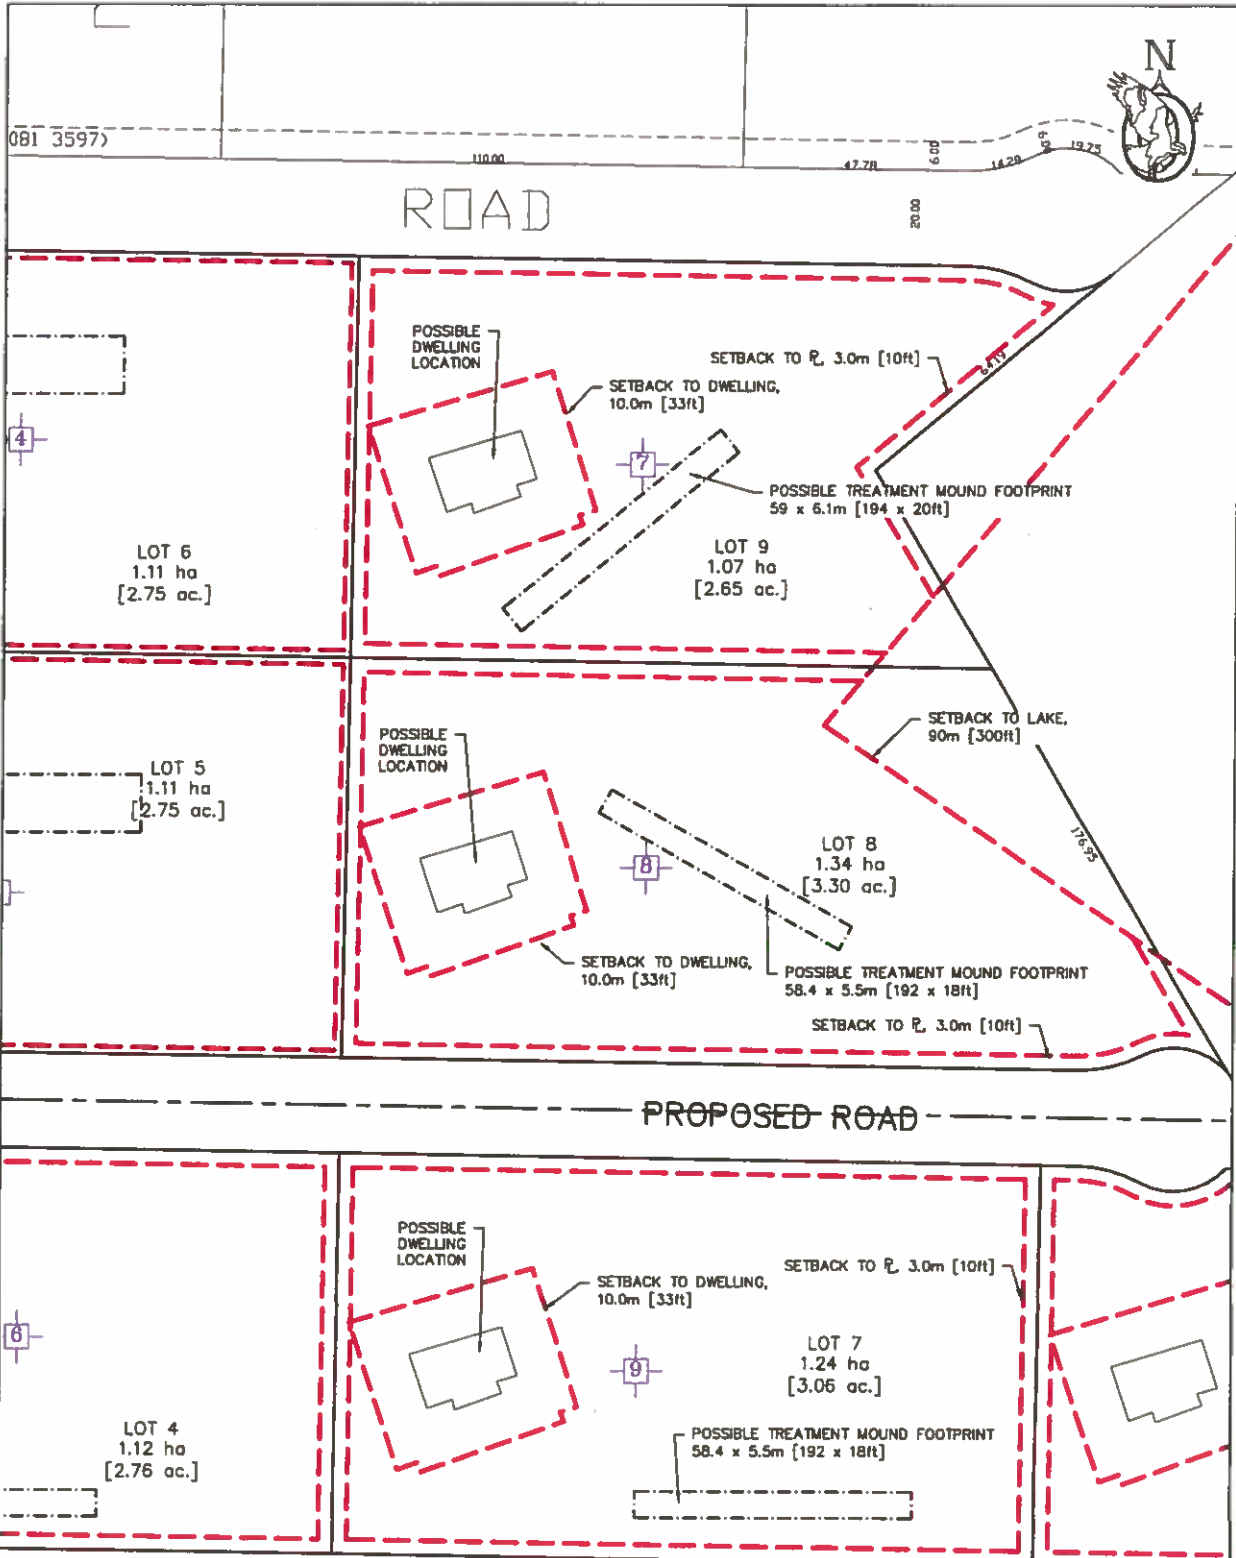 N
081 3597)
110.00
47.78
6.00
14.29
19.25
ROAD
20.00
POSSIBLE
DWELLING
LOCATION
SETBACK TO PL, 3.0m [10ft]
64.19
SETBACK TO DWELLING,
10.0m [33ft]
4
7
POSSIBLE TREATMENT MOUND FOOTPRINT
59 x 6.1m [194 x 20ft]
LOT 6
1.11 ha
[2.75 ac.]
LOT 9
1.07 ha
[2.65 ac.]
SETBACK TO LAKE,
90m [300ft]
POSSIBLE
DWELLING
LOCATION
LOT 5
1.11 ha
[2.75 ac.]
176.95
LOT 8
1.34 ha
[3.30 ac.]
8
SETBACK TO DWELLING,
10.0m [33ft]
POSSIBLE TREATMENT MOUND FOOTPRINT
58.4 x 5.5m [192 x 18ft]
SETBACK TO PL, 3.0m [10ft]
PROPOSED ROAD
POSSIBLE
DWELLING
LOCATION
SETBACK TO PL, 3.0m [10ft]
SETBACK TO DWELLING,
10.0m [33ft]
6
9
LOT 7
1.24 ha
[3.06 ac.]
LOT 4
1.12 ha
[2.76 ac.]
POSSIBLE TREATMENT MOUND FOOTPRINT
58.4 x 5.5m [192 x 18ft]